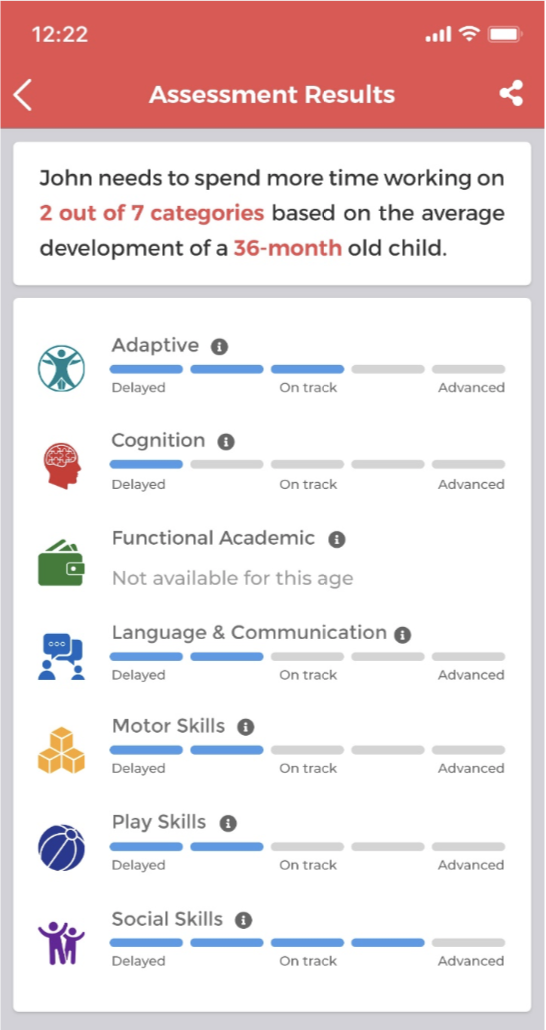 12:22
Assessment Results
John needs to spend more time working on
2 out of 7 categories based on the average
development of a 36-month old child.
Adaptive
Delayed On track Advanced
Cognition
Delayed On track Advanced
Functional Academic
Not available for this age
Language & Communication
Delayed On track Advanced
Motor Skills
Delayed On track Advanced
Play Skills
Delayed On track Advanced
Social Skills
Delayed On track Advanced